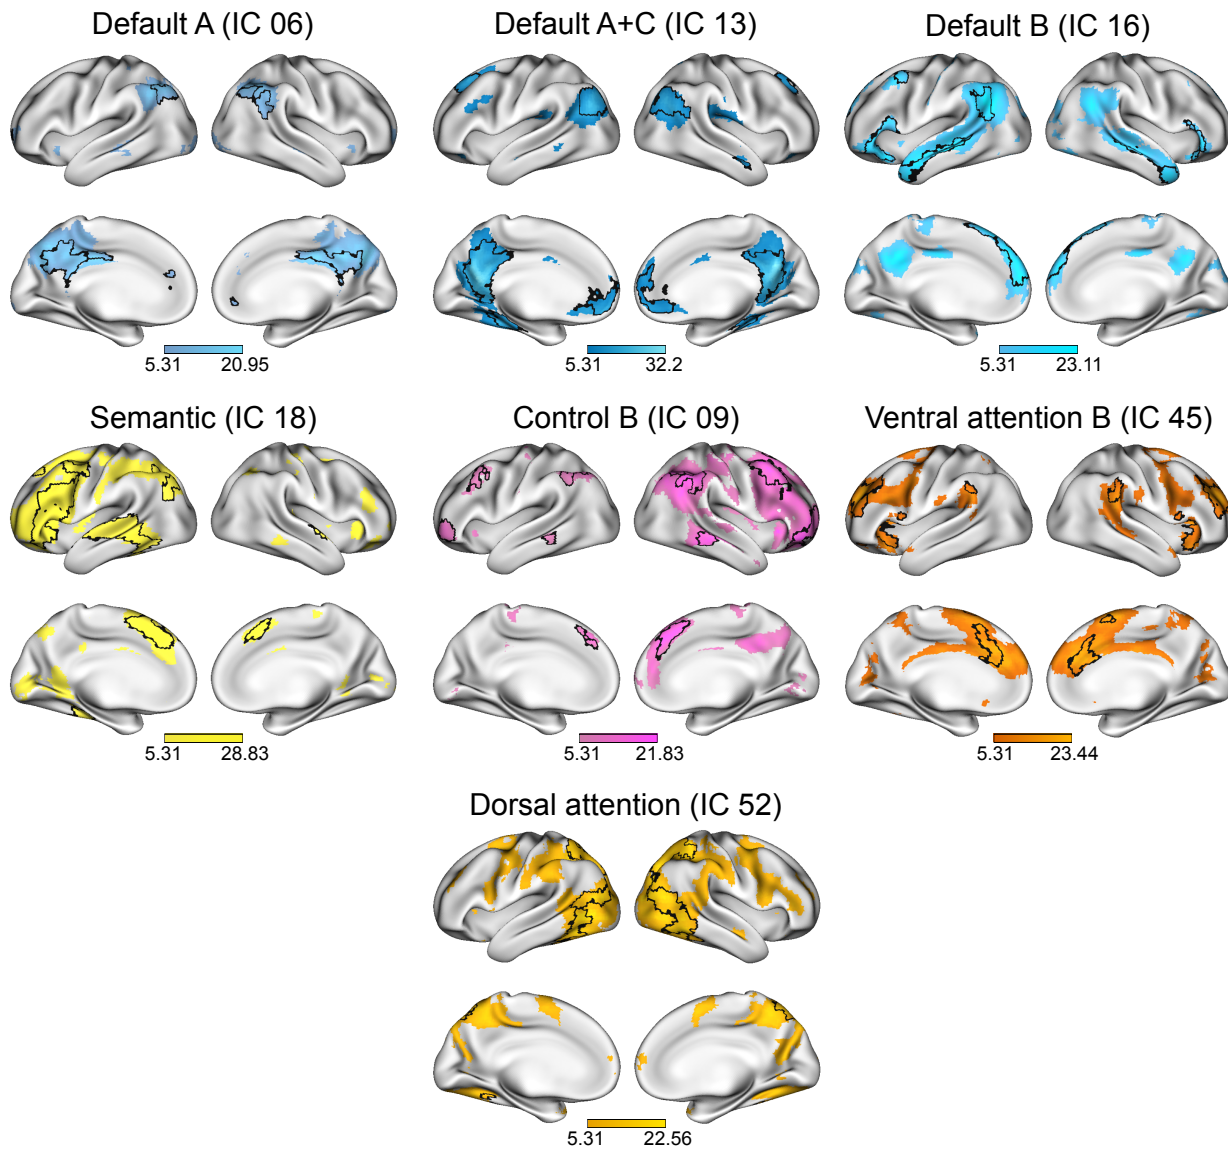 Default A (IC 06)
Default A+C (IC 13)
Default B (IC 16)
5.31 20.95
5.31 32.2
5.31 23.11
Semantic (IC 18)
Control B (IC 09)
Ventral attention B (IC 45)
5.31 28.83
5.31 21.83
5.31 23.44
Dorsal attention (IC 52)
5.31 22.56